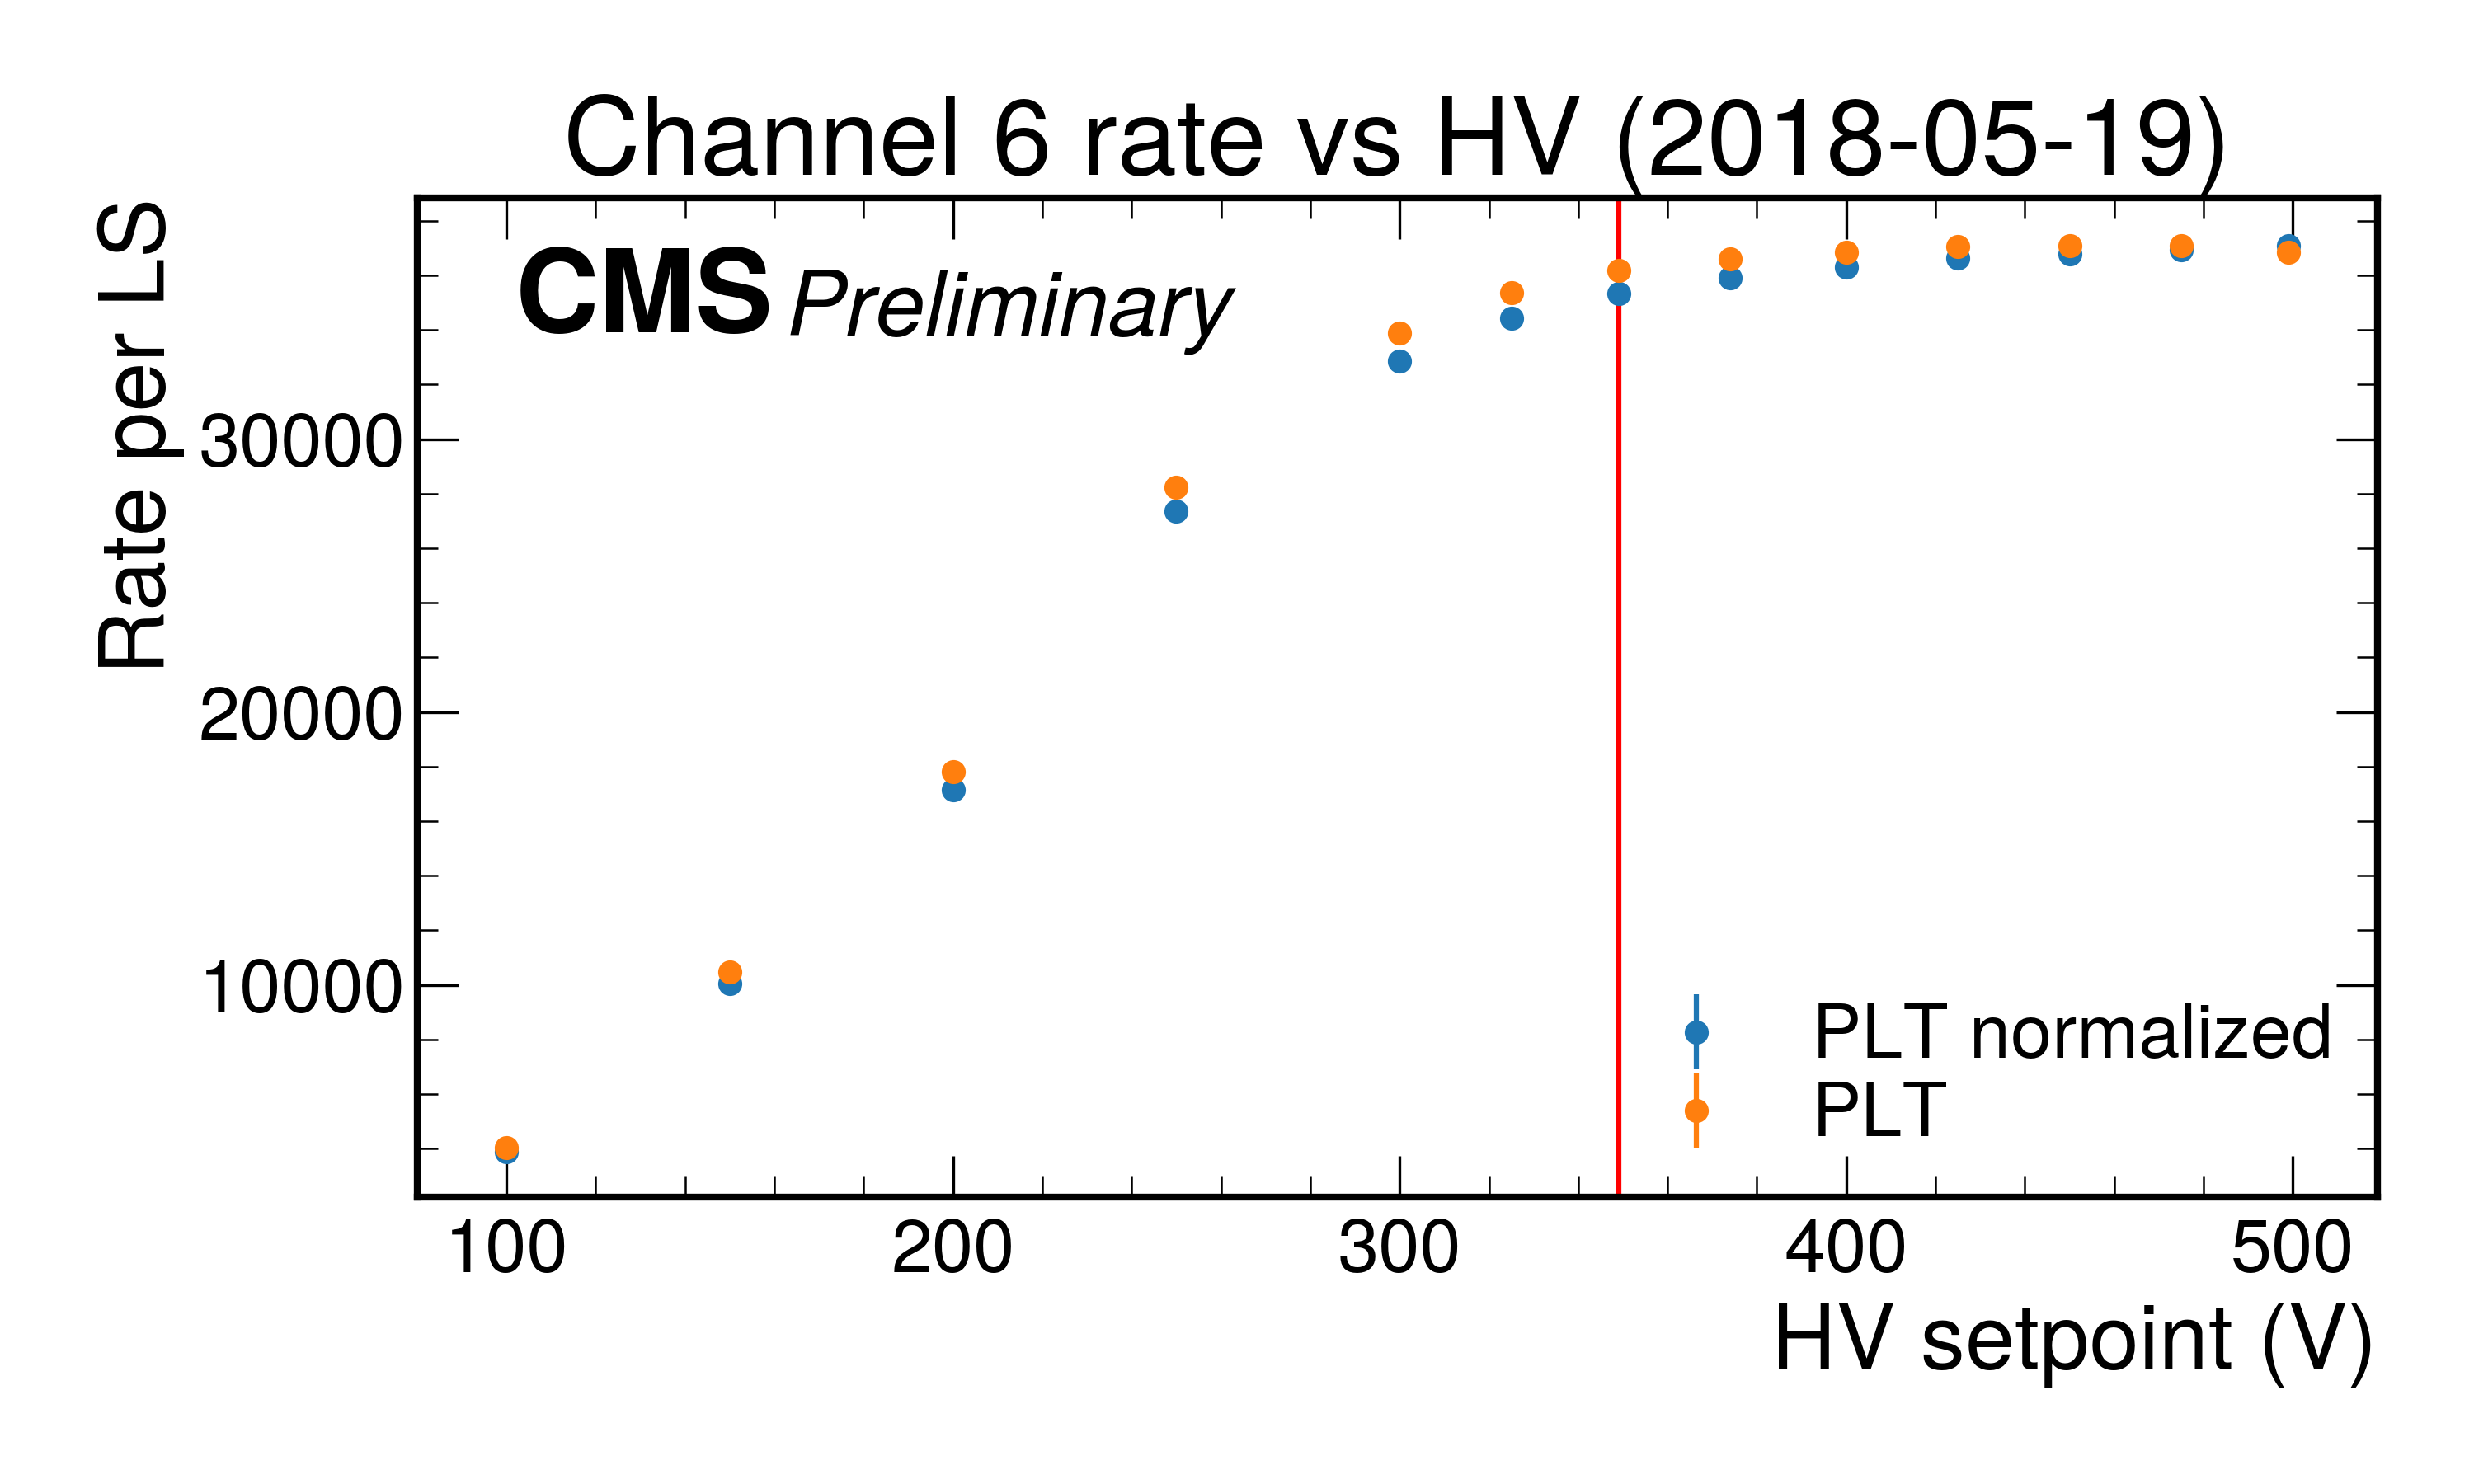 Channel 6 rate vs HV (2018-05-19)
CMS Preliminary
Rate per LS
30000
20000
10000
PLT normalized
PLT
100 200 300 400 500
HV setpoint (V)